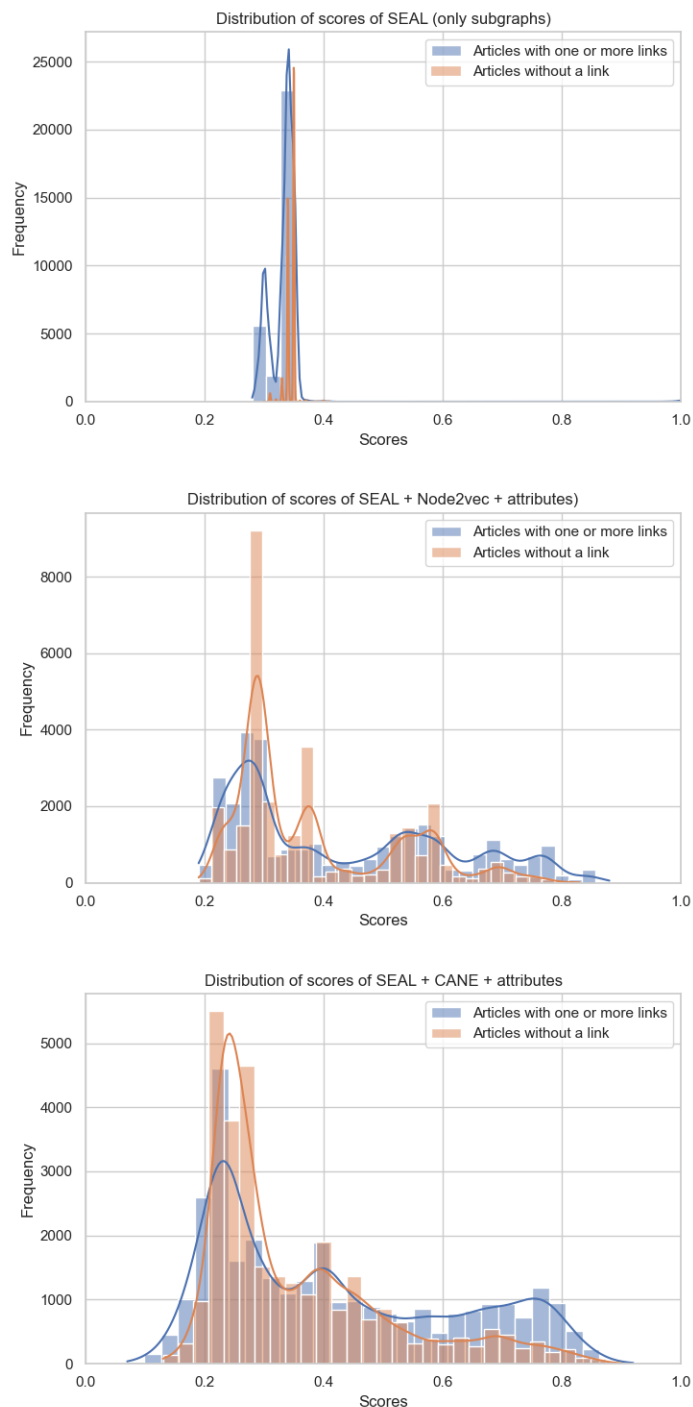 Distribution of scores of SEAL (only subgraphs)
Articles with one or more links
Articles without a link
25000
20000
15000
10000
5000
0
Frequency
0.0 0.2 0.4 0.6 0.8 1.0
Scores
Distribution of scores of SEAL + Node2vec + attributes)
Articles with one or more links
Articles without a link
8000
6000
4000
2000
0
Frequency
0.0 0.2 0.4 0.6 0.8 1.0
Scores
Distribution of scores of SEAL + CANE + attributes
Articles with one or more links
Articles without a link
5000
4000
3000
2000
1000
0
Frequency
0.0 0.2 0.4 0.6 0.8 1.0
Scores